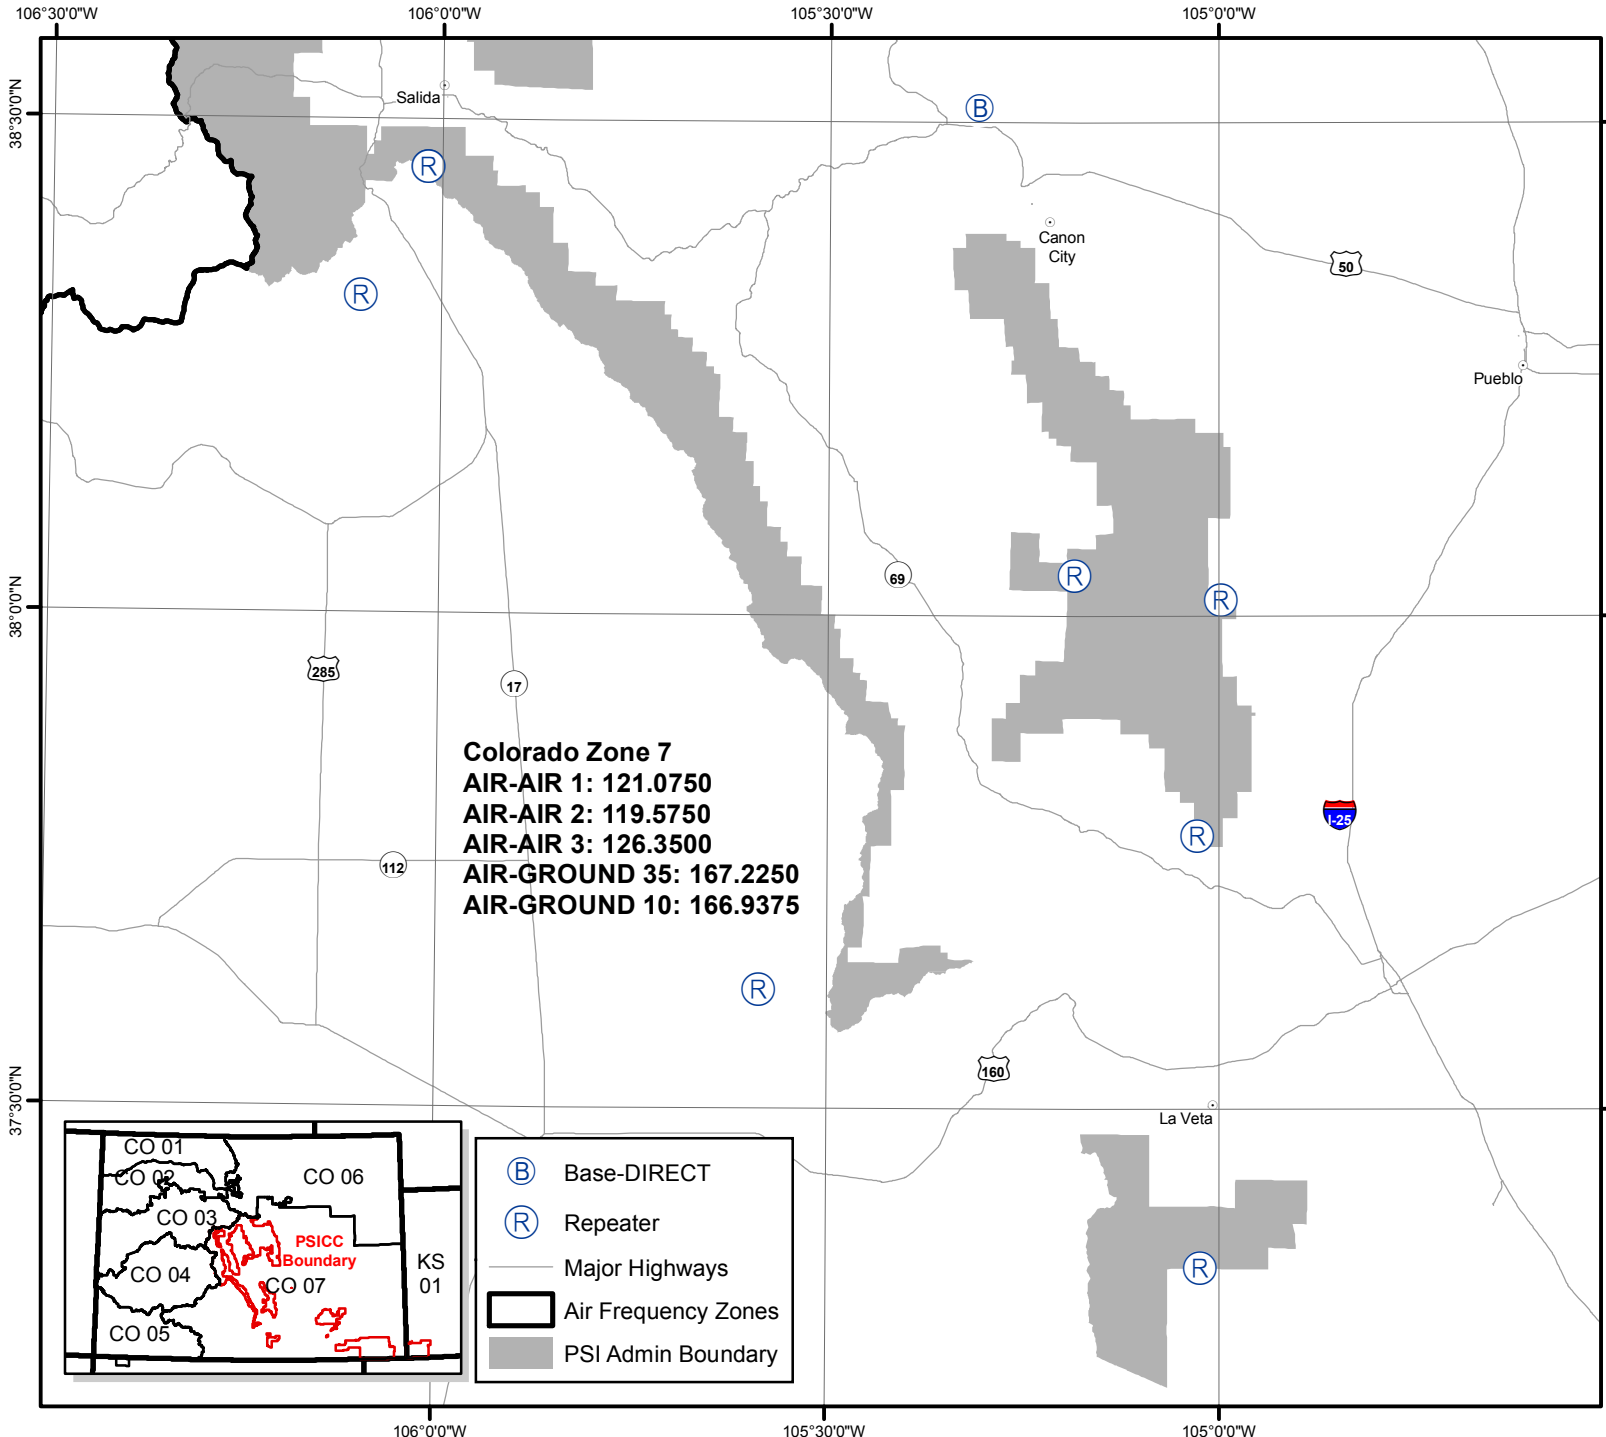 106°30'0"W
106°0'0"W
105°30'0"W
105°0'0"W
38°30'0"N
38°0'0"N
37°30'0"N
Salida
B
R
Canon
City
50
R
Pueblo
69
R
R
285
17
Colorado Zone 7
AIR-AIR 1: 121.0750
AIR-AIR 2: 119.5750
AIR-AIR 3: 126.3500
AIR-GROUND 35: 167.2250
AIR-GROUND 10: 166.9375
I-25
R
112
R
160
La Veta
R
CO 01
CO 02
CO 06
CO 03
PSICC
Boundary
CO 04
KS
01
CO 07
CO 05
B Base-DIRECT
R Repeater
Major Highways
Air Frequency Zones
PSI Admin Boundary
106°0'0"W
105°30'0"W
105°0'0"W